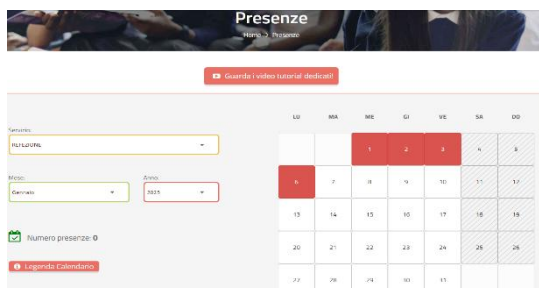 Presenze
Home > Presenze
Guarda i video tutorial dedicati!
Servizio:
REFEZIONE
Mese:
Anno:
Gennaio
2025
Numero presenze: 0
Legenda Calendario
LU MA ME GI VE SA DO
1 2 3 4 5
6 7 8 9 10 11 12
13 14 15 16 17 18 19
20 21 22 23 24 25 26
27 28 29 30 31